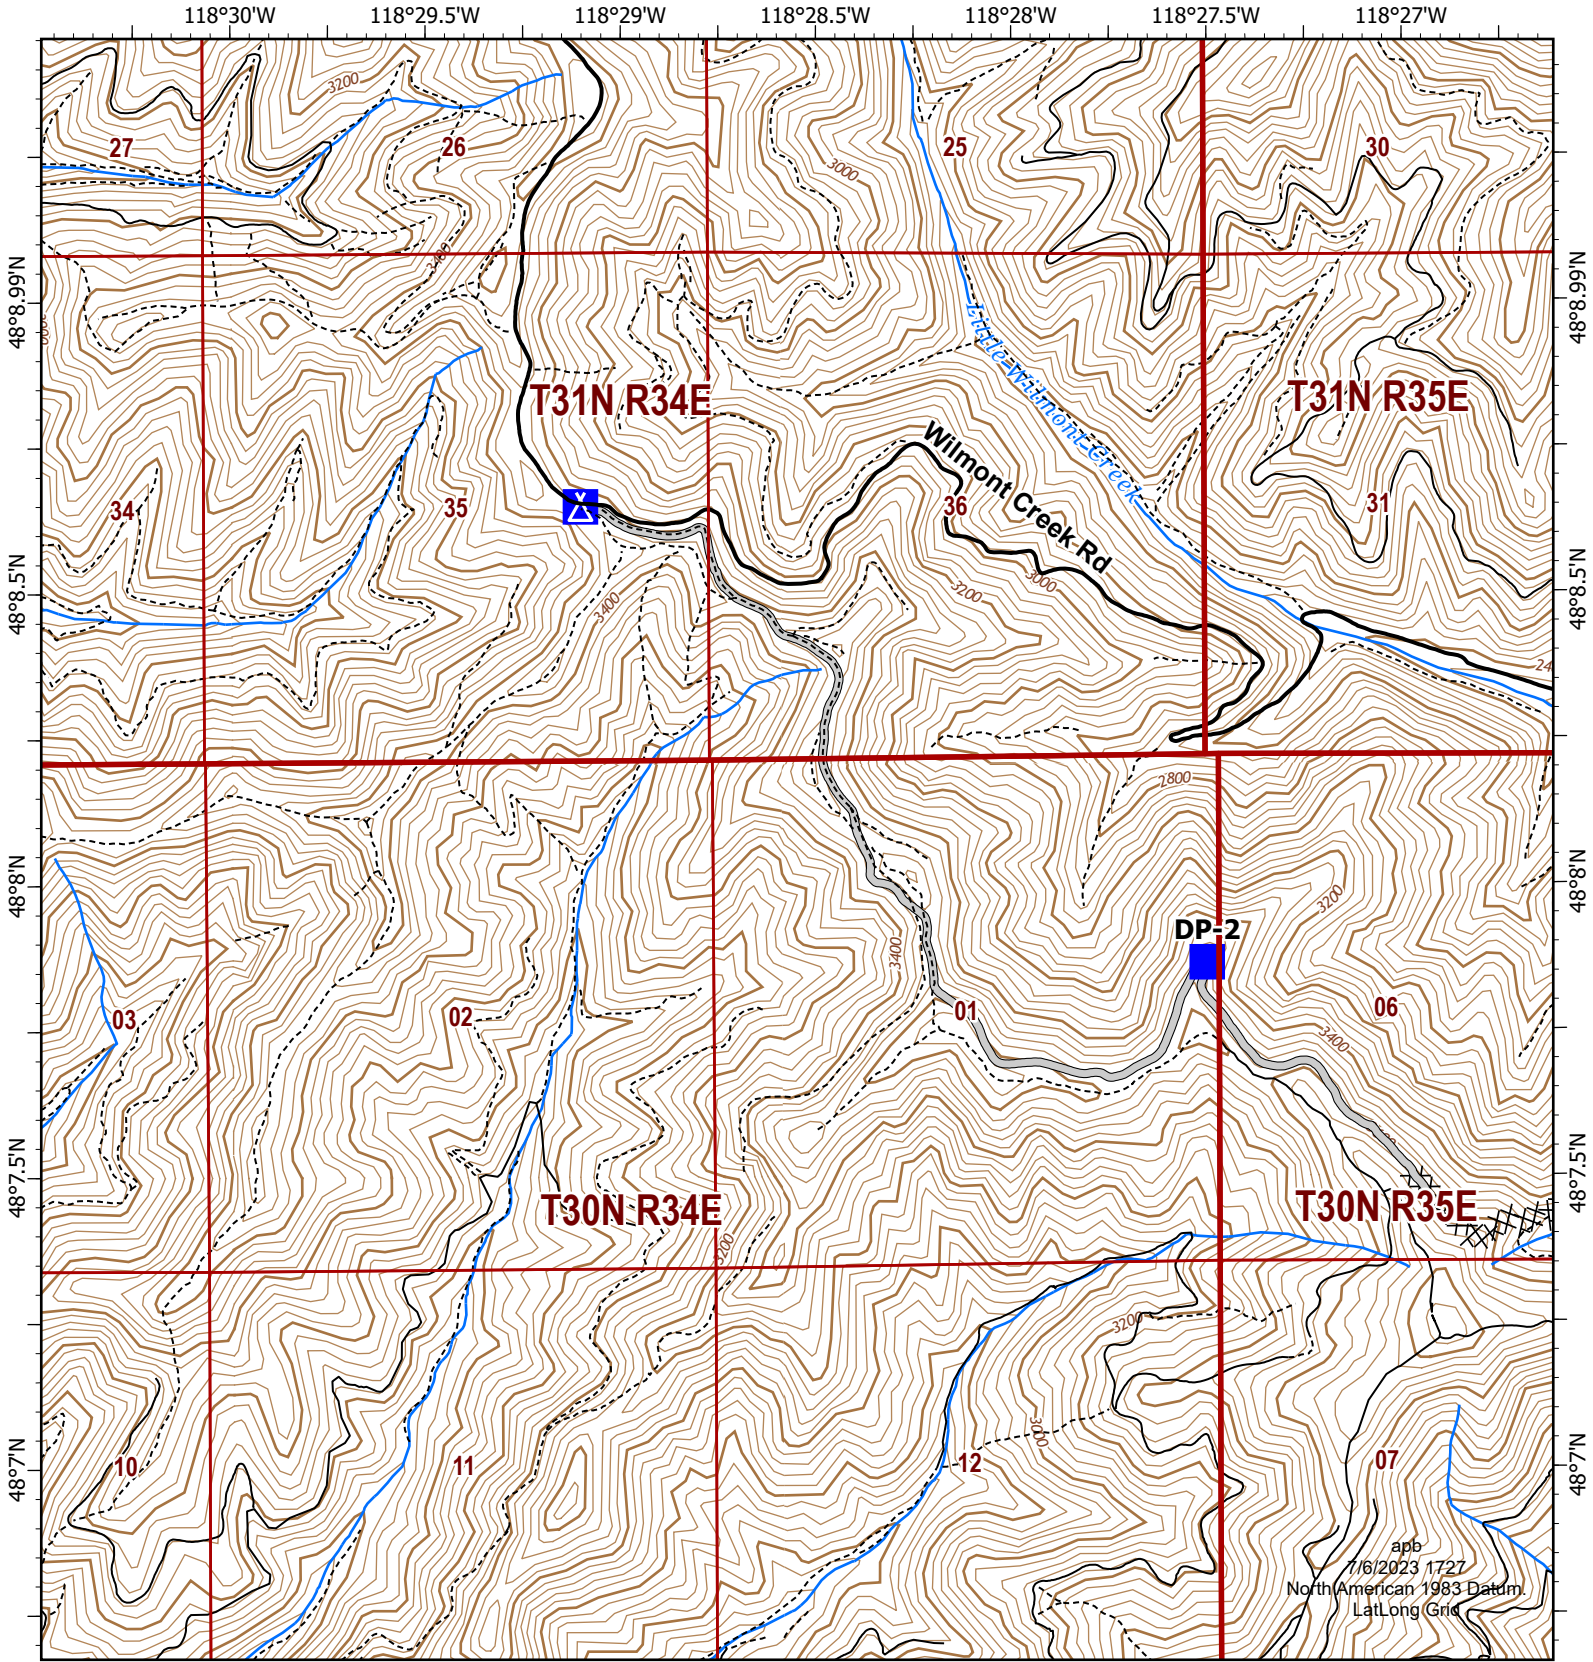 118°30'W 118°29.5'W 118°29'W 118°28.5'W 118°28'W 118°27.5'W 118°27'W
3200
27 26 25 30
3000
3400
48°8.99'N 48°8.99'N
Little Wilmont Creek
T31N R34E T31N R35E
Wilmont Creek Rd
34 35 36 31
48°8.5'N 48°8.5'N
3400 3200 3000
24
2800
48°8'N 48°8'N
3200
DP-2
3400
03 02 01 06
3400
48°7.5'N 48°7.5'N
T30N R34E T30N R35E
3200
3200
3000
10 11 12 07
48°7'N 48°7'N
apb
7/6/2023 1727
North American 1983 Datum.
LatLong Grid